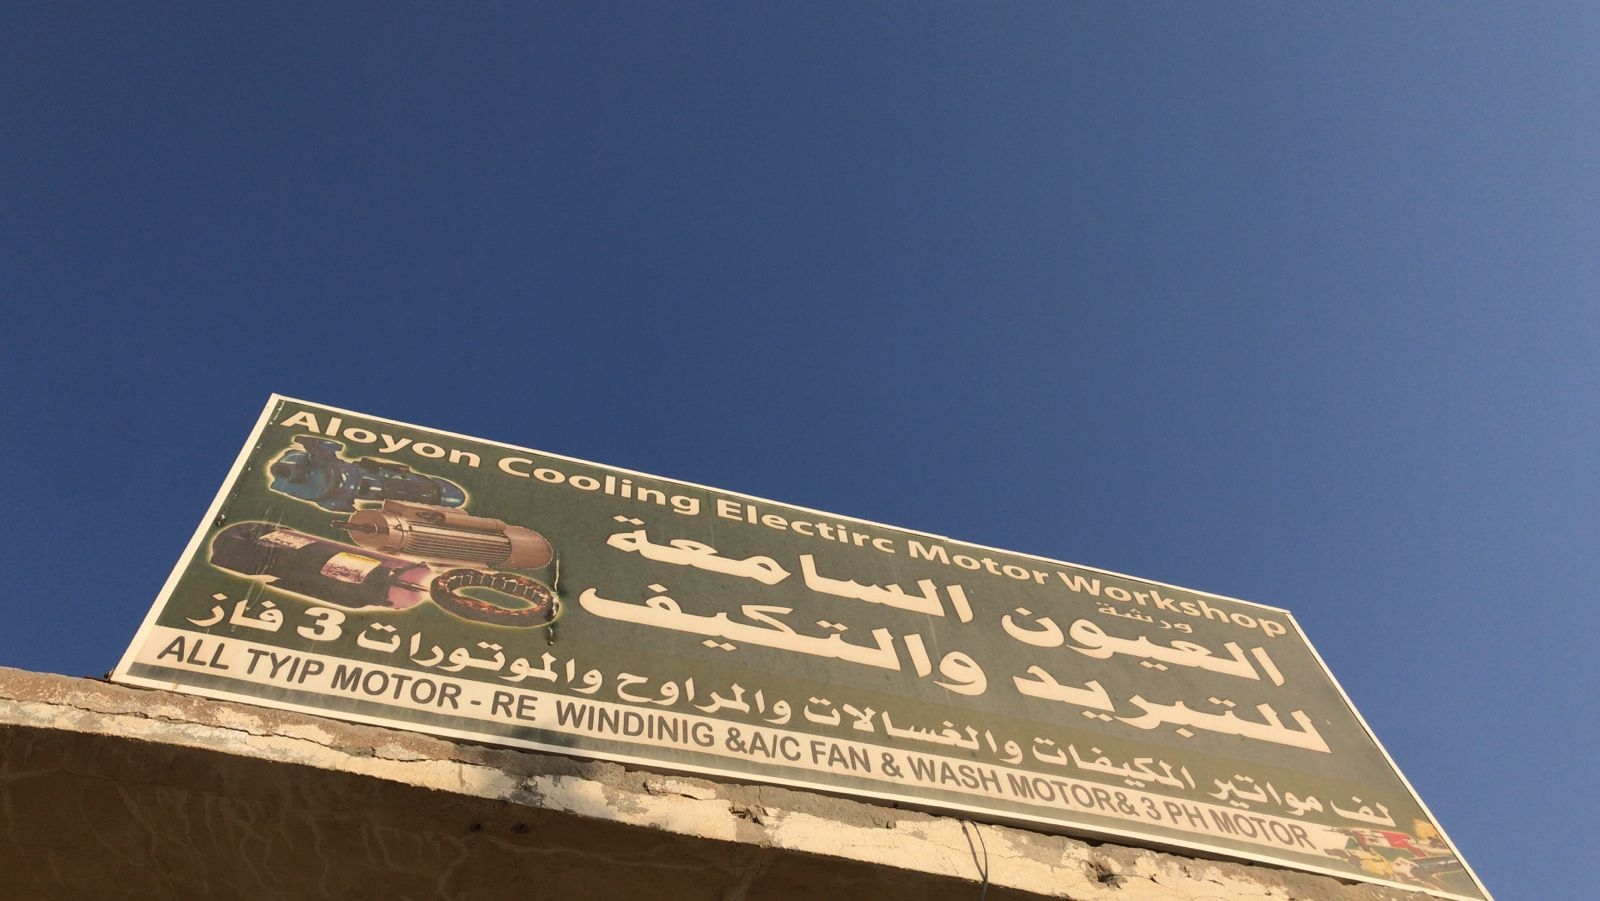 Aloyon Cooling Electirc Motor Workshop
ورشة
العيون السامعة
للتبريد والتكيف
لف مواتير المكيفات والغسالات والمراوح والموتورات 3 فاز
ALL TYIP MOTOR - RE WINDINIG &A/C FAN & WASH MOTOR& 3 PH MOTOR